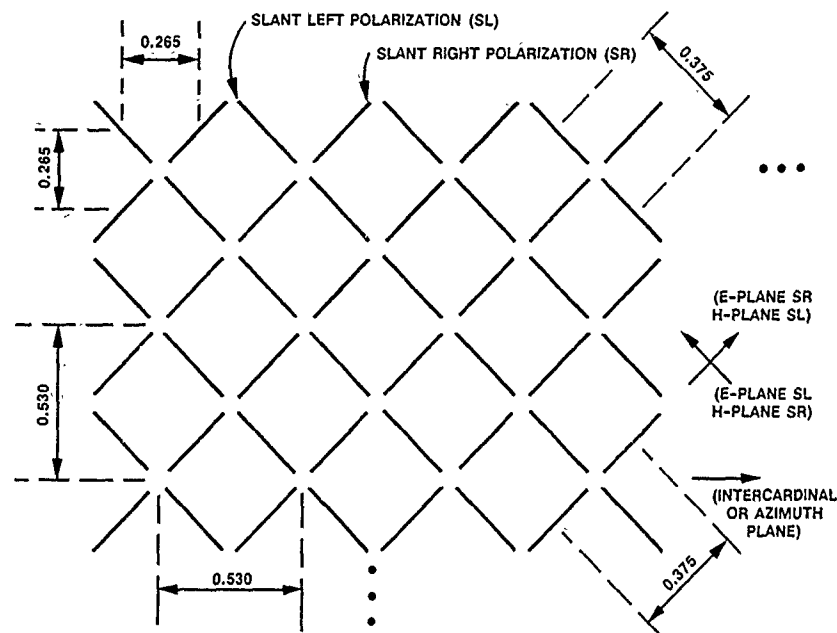 SLANT LEFT POLARIZATION (SL)
SLANT RIGHT POLARIZATION (SR)
0.265
0.375
0.265
(E-PLANE SR
H-PLANE SL)
0.530
(E-PLANE SL
H-PLANE SR)
(INTERCARDINAL
OR AZIMUTH
PLANE)
0.530
0.375